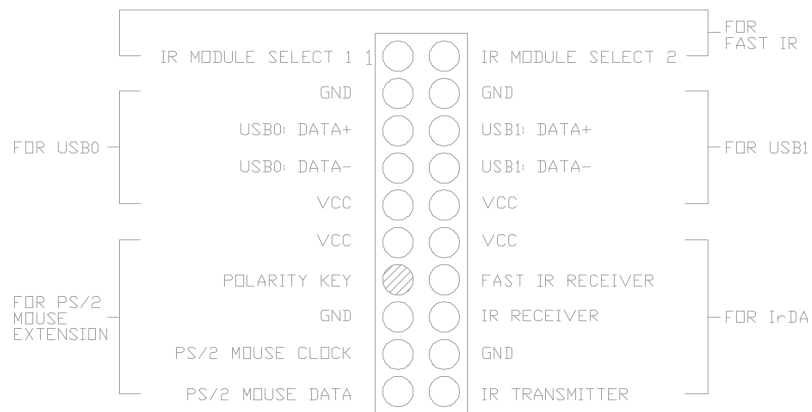 FOR
FAST IR
IR MODULE SELECT 1 1 IR MODULE SELECT 2
GND GND
USB0: DATA+ USB1: DATA+
FOR USB0 FOR USB1
USB0: DATA- USB1: DATA-
VCC VCC
VCC VCC
POLARITY KEY FAST IR RECEIVER
FOR PS/2
MOUSE
EXTENSION
GND IR RECEIVER
FOR IrDA
PS/2 MOUSE CLOCK GND
PS/2 MOUSE DATA IR TRANSMITTER